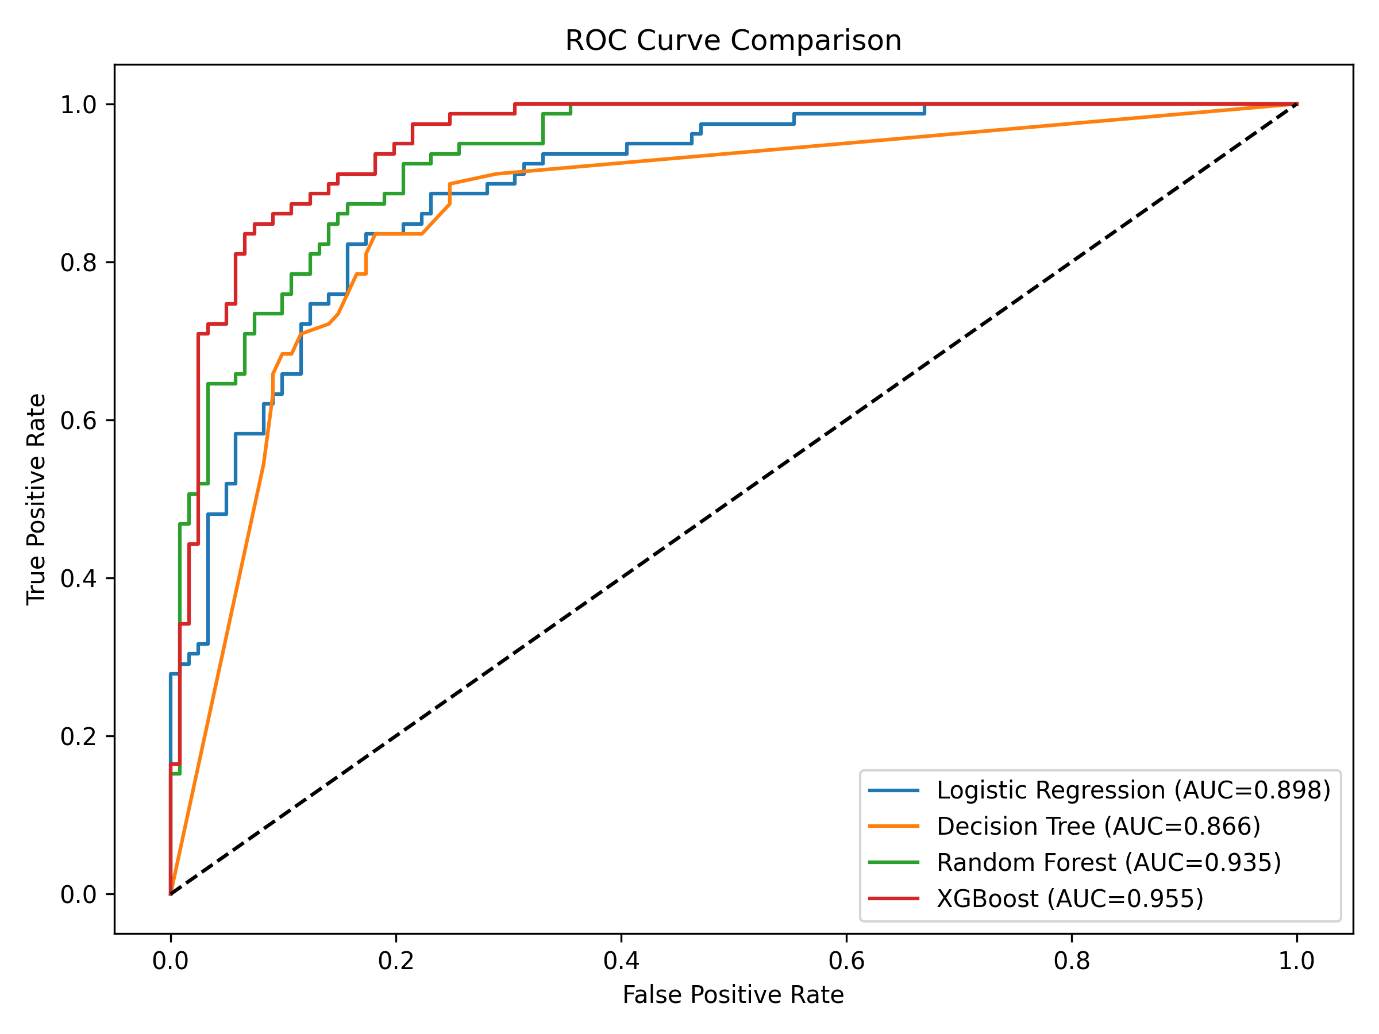 ROC Curve Comparison
1.0
0.8
0.6
0.4
0.2
0.0
True Positive Rate
Logistic Regression (AUC=0.898)
Decision Tree (AUC=0.866)
Random Forest (AUC=0.935)
XGBoost (AUC=0.955)
0.0 0.2 0.4 0.6 0.8 1.0
False Positive Rate